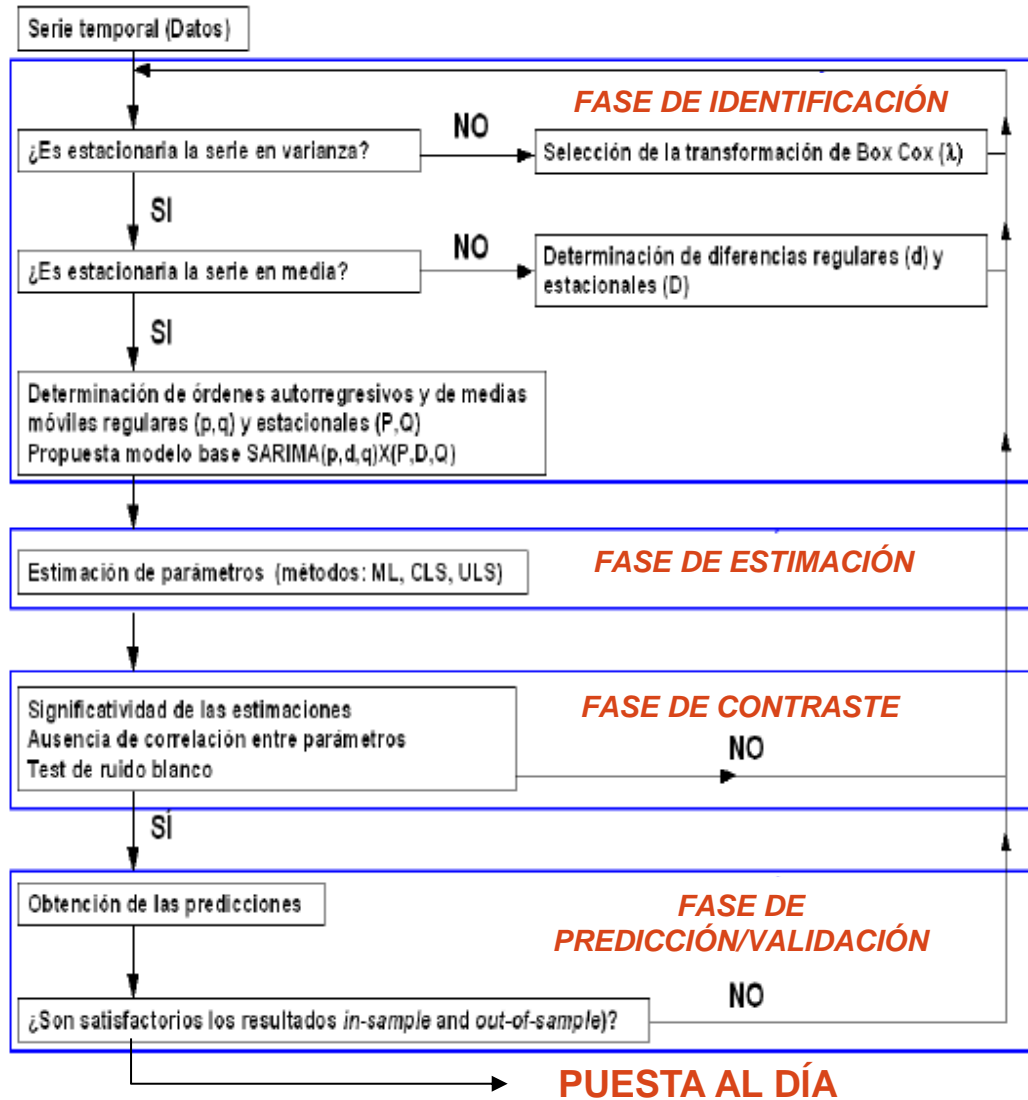 Serie temporal (Datos)
FASE DE IDENTIFICACIÓN
¿Es estacionaria la serie en varianza?
NO
Selección de la transformación de Box Cox (λ)
SI
¿Es estacionaria la serie en media?
NO
Determinación de diferencias regulares (d) y
estacionales (D)
SI
Determinación de órdenes autorregresivos y de medias
móviles regulares (p,q) y estacionales (P,Q)
Propuesta modelo base SARIMA(p,d,q)X(P,D,Q)
FASE DE ESTIMACIÓN
Estimación de parámetros (métodos: ML, CLS, ULS)
FASE DE CONTRASTE
Significatividad de las estimaciones
Ausencia de correlación entre parámetros
Test de ruido blanco
NO
SÍ
Obtención de las predicciones
FASE DE
PREDICCIÓN/VALIDACIÓN
¿Son satisfactorios los resultados in-sample and out-of-sample)?
NO
PUESTA AL DÍA